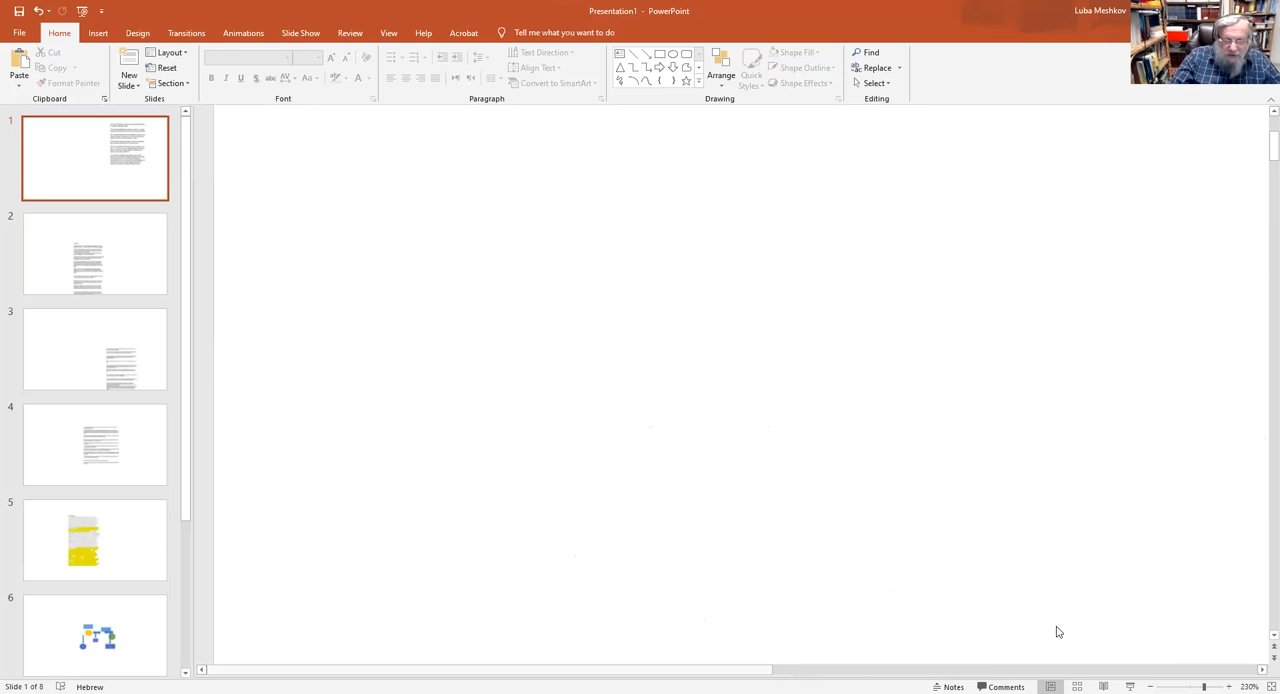 Presentation1 - PowerPoint
Luba Meshkov
File
Home
Insert
Design
Transitions
Animations
Slide Show
Review
View
Help
Acrobat
Tell me what you want to do
Paste
Cut
Copy
Format Painter
Clipboard
New
Slide
Layout
Reset
Section
Slides
B I U S abc AV Aa A
Font
Text Direction
Align Text
Convert to SmartArt
Paragraph
Arrange
Quick
Styles
Shape Fill
Shape Outline
Shape Effects
Drawing
Find
Replace
Select
Editing
1
2
3
4
5
6
Slide 1 of 8
Hebrew
Notes
Comments
230%